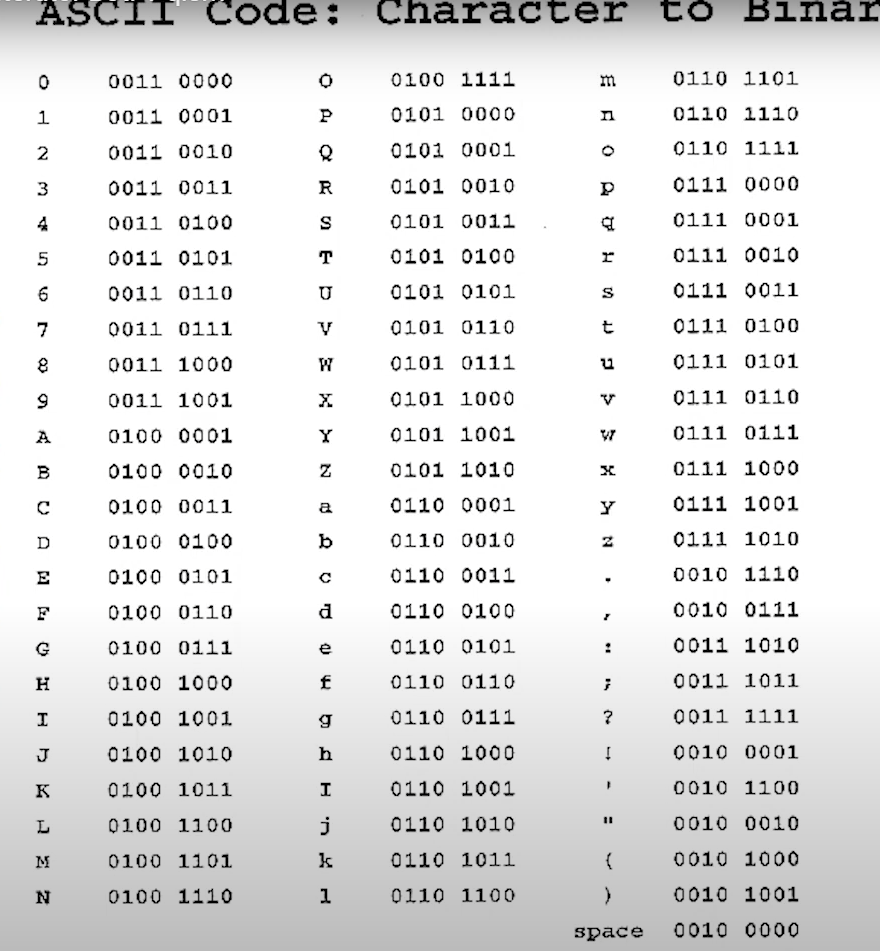 ASCII Code: Character to Binar
0 0011 0000 O 0100 1111 m 0110 1101
1 0011 0001 P 0101 0000 n 0110 1110
2 0011 0010 Q 0101 0001 o 0110 1111
3 0011 0011 R 0101 0010 p 0111 0000
4 0011 0100 S 0101 0011 q 0111 0001
5 0011 0101 T 0101 0100 r 0111 0010
6 0011 0110 U 0101 0101 s 0111 0011
7 0011 0111 V 0101 0110 t 0111 0100
8 0011 1000 W 0101 0111 u 0111 0101
9 0011 1001 X 0101 1000 v 0111 0110
A 0100 0001 Y 0101 1001 w 0111 0111
B 0100 0010 Z 0101 1010 x 0111 1000
C 0100 0011 a 0110 0001 y 0111 1001
D 0100 0100 b 0110 0010 z 0111 1010
E 0100 0101 c 0110 0011 . 0010 1110
F 0100 0110 d 0110 0100 , 0010 0111
G 0100 0111 e 0110 0101 : 0011 1010
H 0100 1000 f 0110 0110 ; 0011 1011
I 0100 1001 g 0110 0111 ? 0011 1111
J 0100 1010 h 0110 1000 ! 0010 0001
K 0100 1011 I 0110 1001 ' 0010 1100
L 0100 1100 j 0110 1010 " 0010 0010
M 0100 1101 k 0110 1011 ( 0010 1000
N 0100 1110 l 0110 1100 ) 0010 1001
space 0010 0000